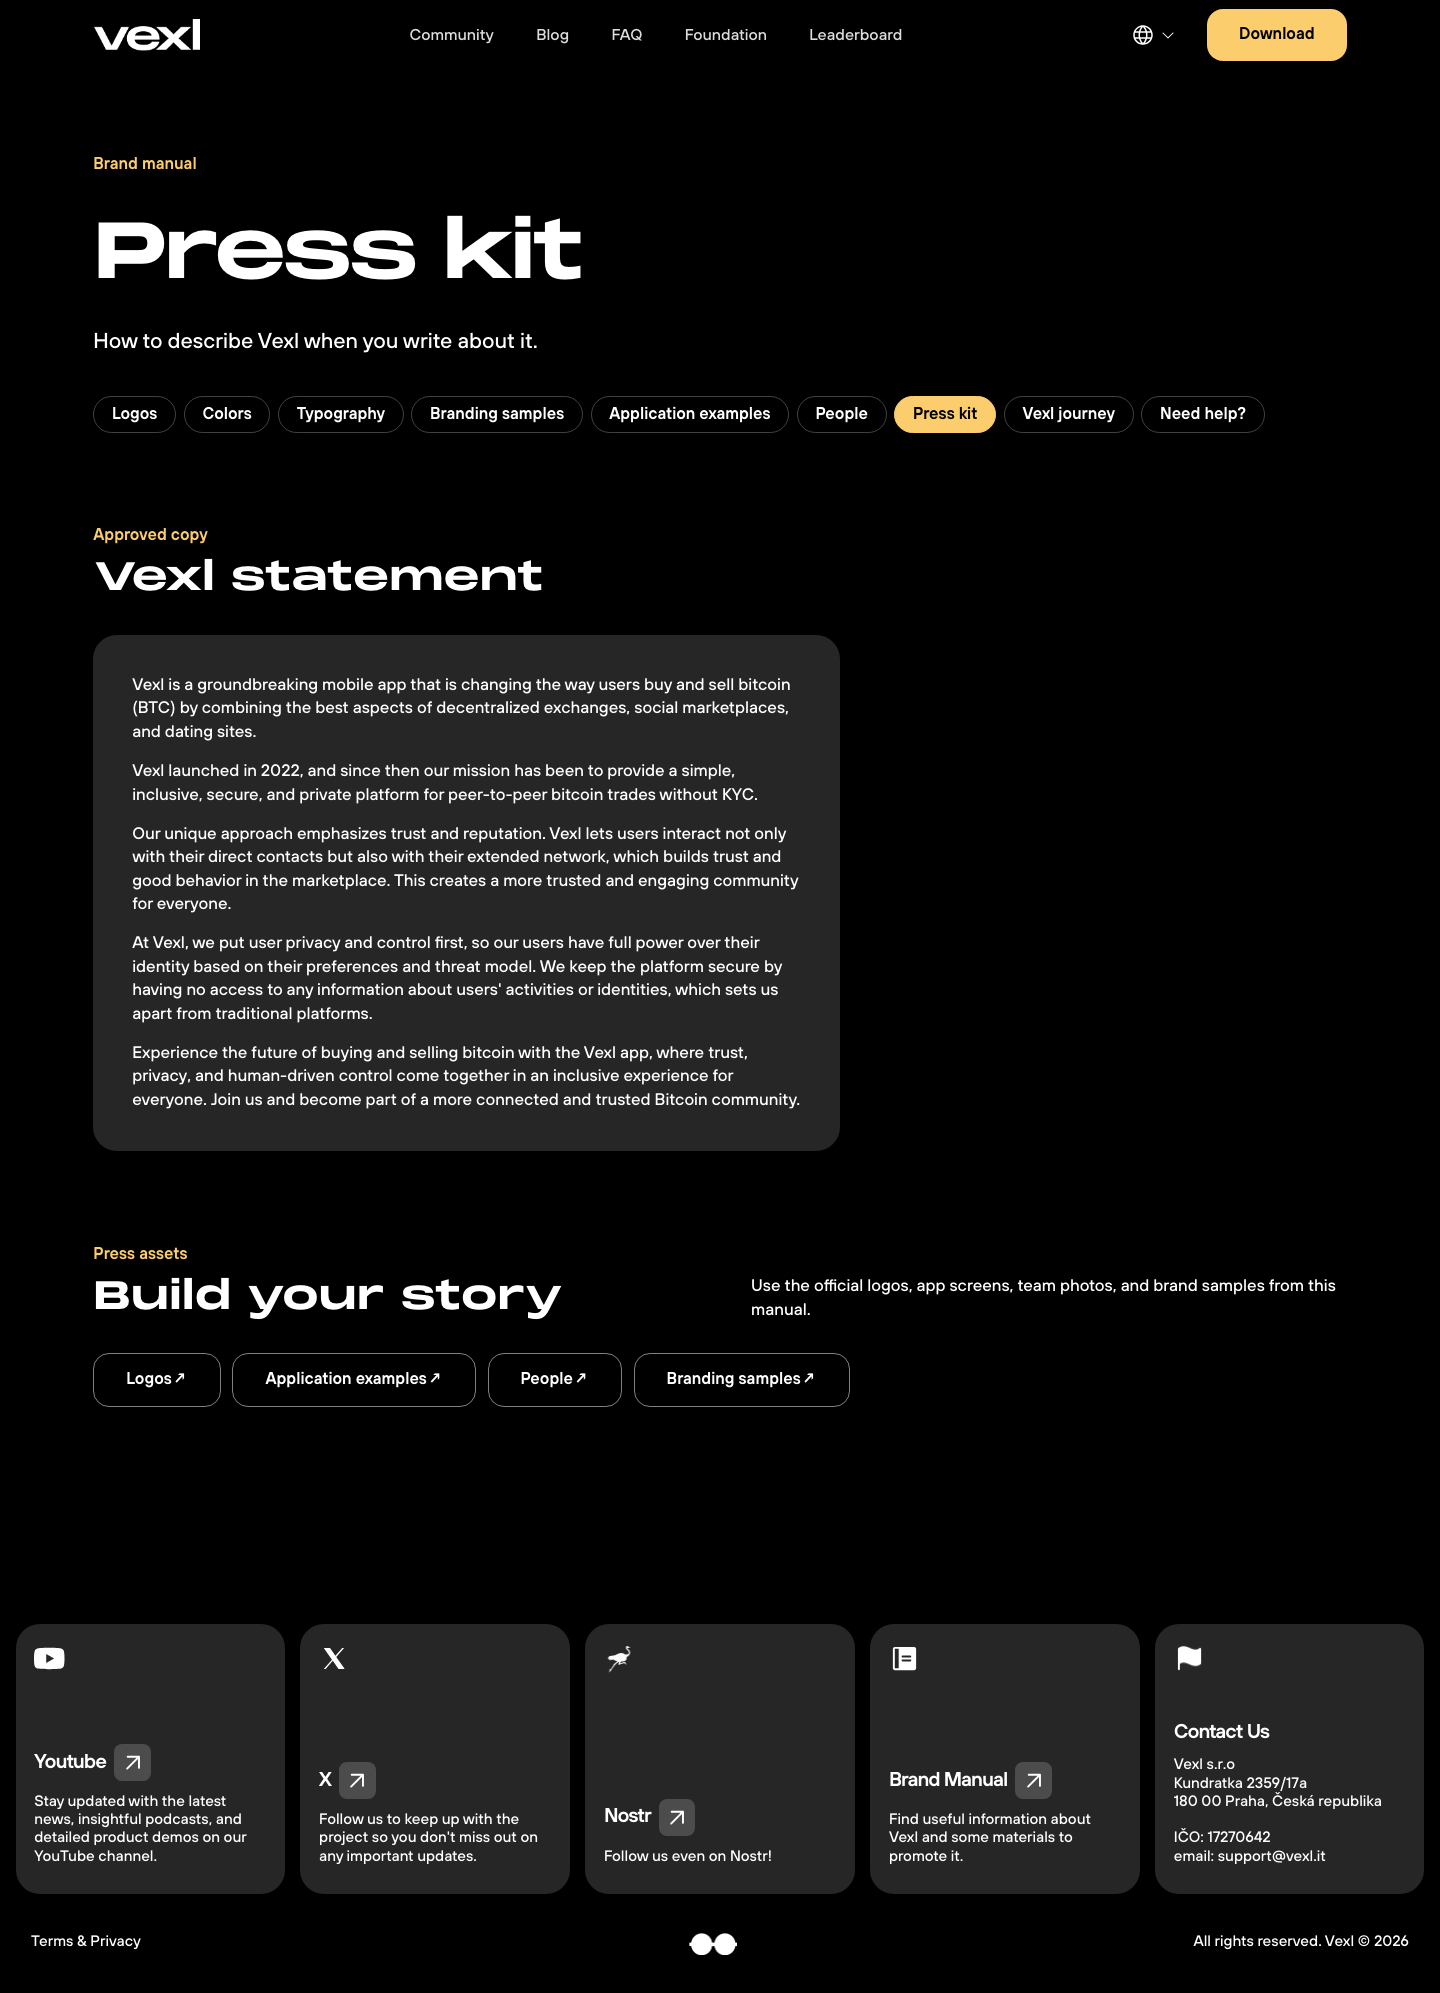 vexl
Community
Blog
FAQ
Foundation
Leaderboard
Download
Brand manual
Press kit
How to describe Vexl when you write about it.
Logos
Colors
Typography
Branding samples
Application examples
People
Press kit
Vexl journey
Need help?
Approved copy
Vexl statement
Vexl is a groundbreaking mobile app that is changing the way users buy and sell bitcoin
(BTC) by combining the best aspects of decentralized exchanges, social marketplaces,
and dating sites.
Vexl launched in 2022, and since then our mission has been to provide a simple,
inclusive, secure, and private platform for peer-to-peer bitcoin trades without KYC.
Our unique approach emphasizes trust and reputation. Vexl lets users interact not only
with their direct contacts but also with their extended network, which builds trust and
good behavior in the marketplace. This creates a more trusted and engaging community
for everyone.
At Vexl, we put user privacy and control first, so our users have full power over their
identity based on their preferences and threat model. We keep the platform secure by
having no access to any information about users' activities or identities, which sets us
apart from traditional platforms.
Experience the future of buying and selling bitcoin with the Vexl app, where trust,
privacy, and human-driven control come together in an inclusive experience for
everyone. Join us and become part of a more connected and trusted Bitcoin community.
Press assets
Build your story
Use the official logos, app screens, team photos, and brand samples from this
manual.
Logos ↗
Application examples ↗
People ↗
Branding samples ↗
Youtube
Stay updated with the latest
news, insightful podcasts, and
detailed product demos on our
YouTube channel.
X
Follow us to keep up with the
project so you don't miss out on
any important updates.
Nostr
Follow us even on Nostr!
Brand Manual
Find useful information about
Vexl and some materials to
promote it.
Contact Us
Vexl s.r.o
Kundratka 2359/17a
180 00 Praha, Česká republika
IČO: 17270642
email: support@vexl.it
Terms & Privacy
All rights reserved. Vexl © 2026